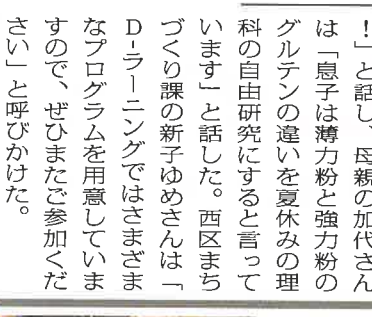 ！」と話し、母親の加代さん
は「息子は薄力粉と強力粉の
グルテンの違いを夏休みの理
科の自由研究にすると言って
います」と話した。西区まち
づくり課の新子ゆめさんは「
D-ラーニングではさまざま
なプログラムを用意していま
すので、ぜひまたご参加くだ
さい」と呼びかけた。